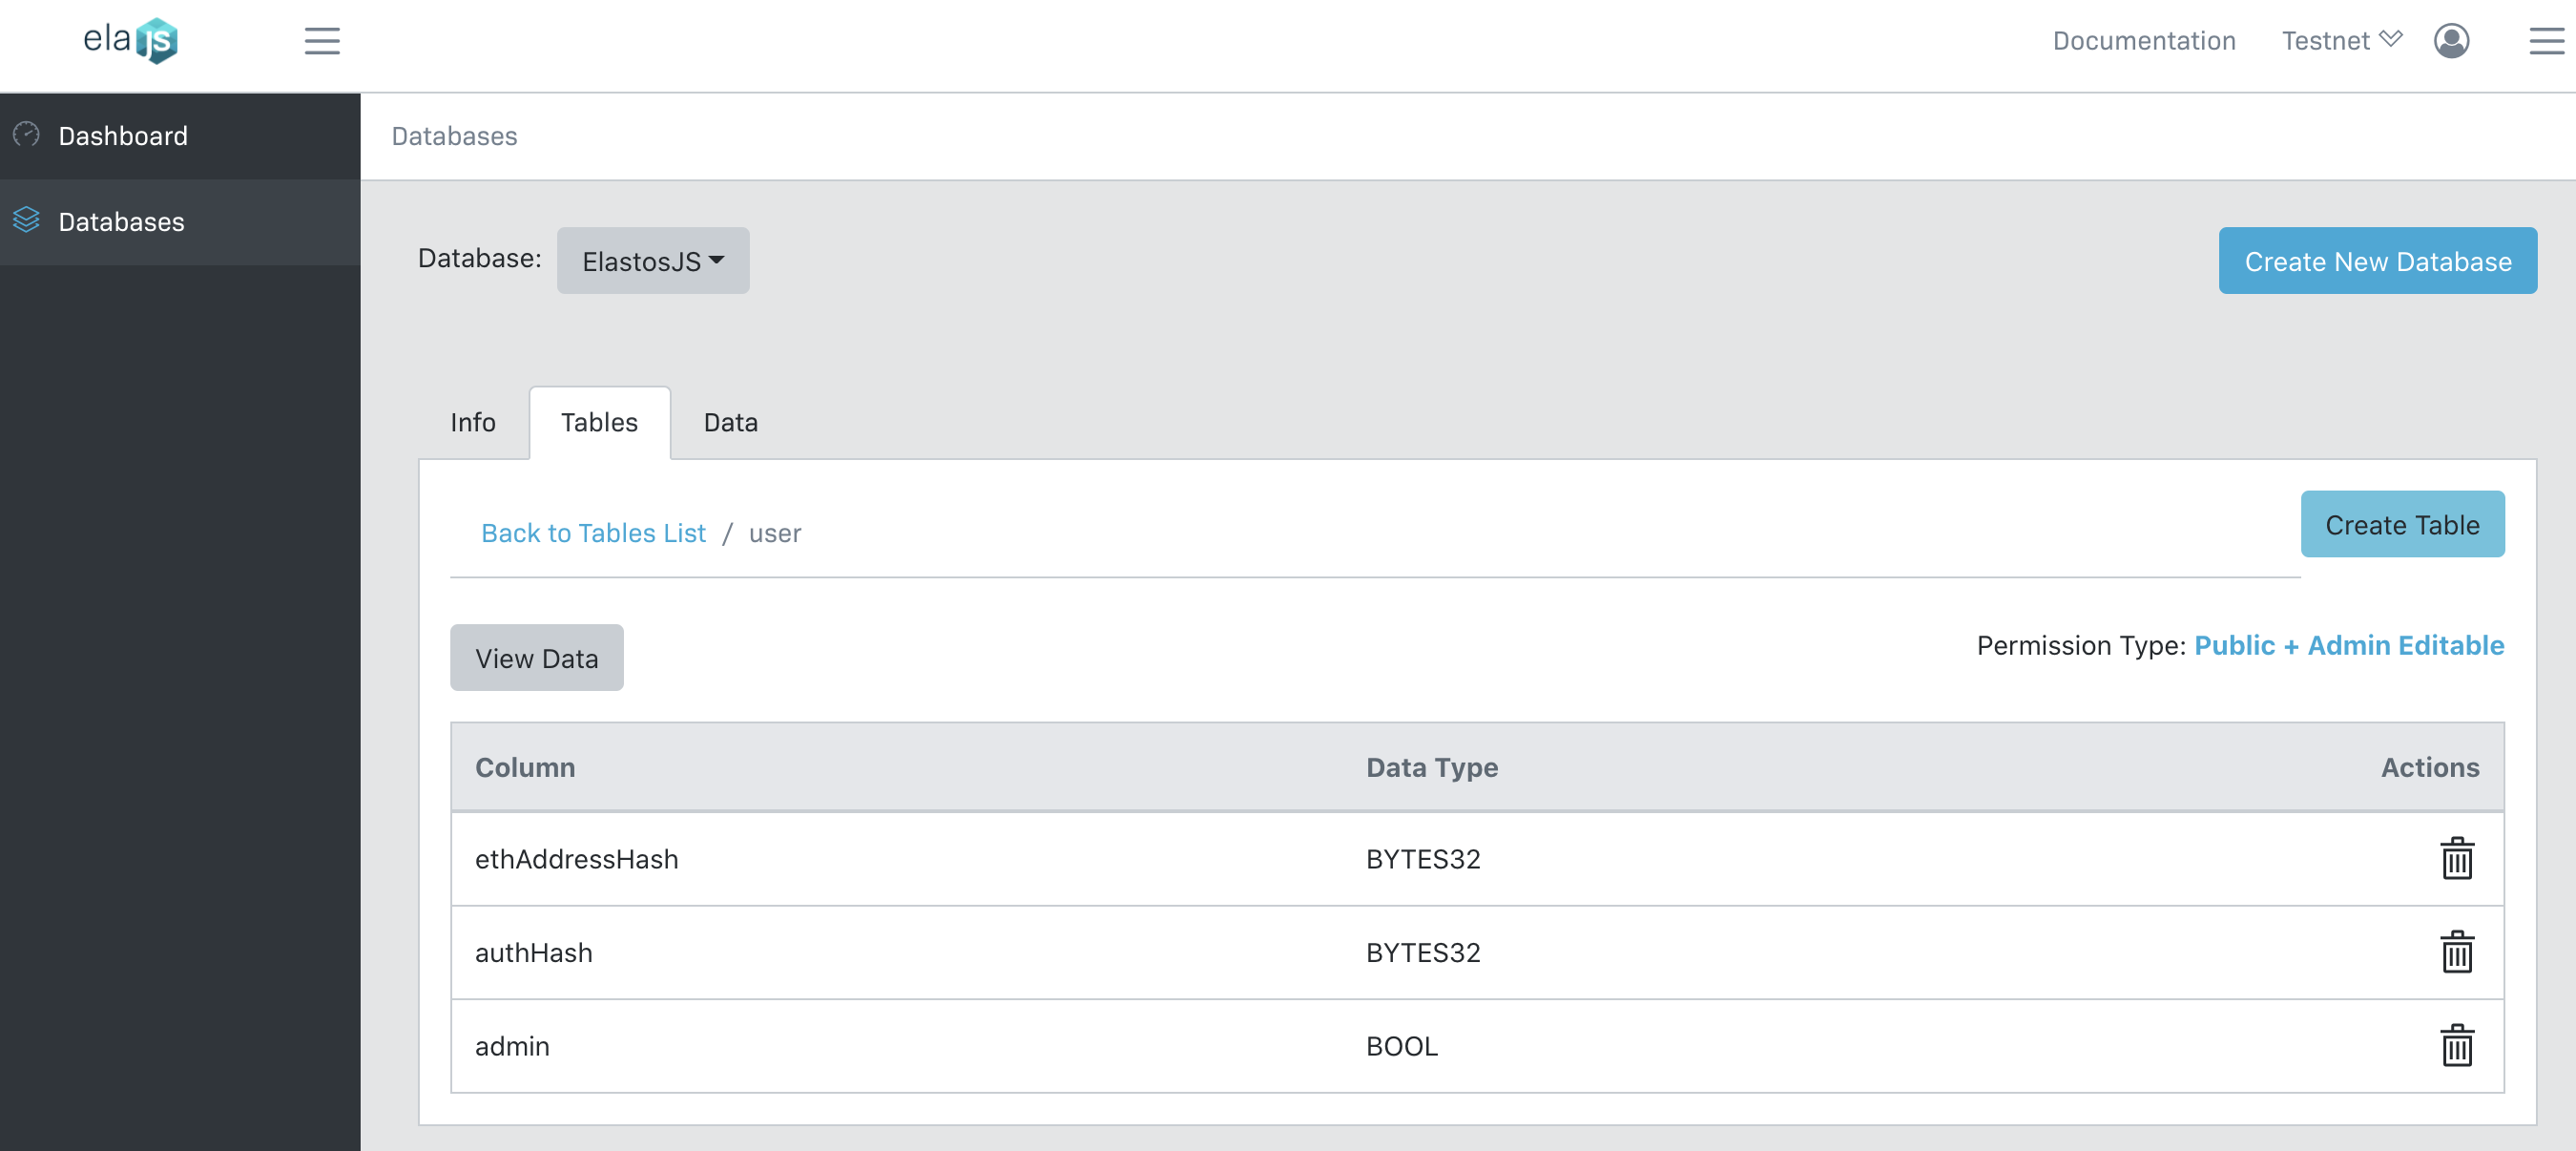 elaJS
Documentation
Testnet
Dashboard
Databases
Databases
Database: ElastosJS
Create New Database
Info
Tables
Data
Back to Tables List / user
Create Table
View Data
Permission Type: Public + Admin Editable
Column Data Type Actions
ethAddressHash BYTES32
authHash BYTES32
admin BOOL